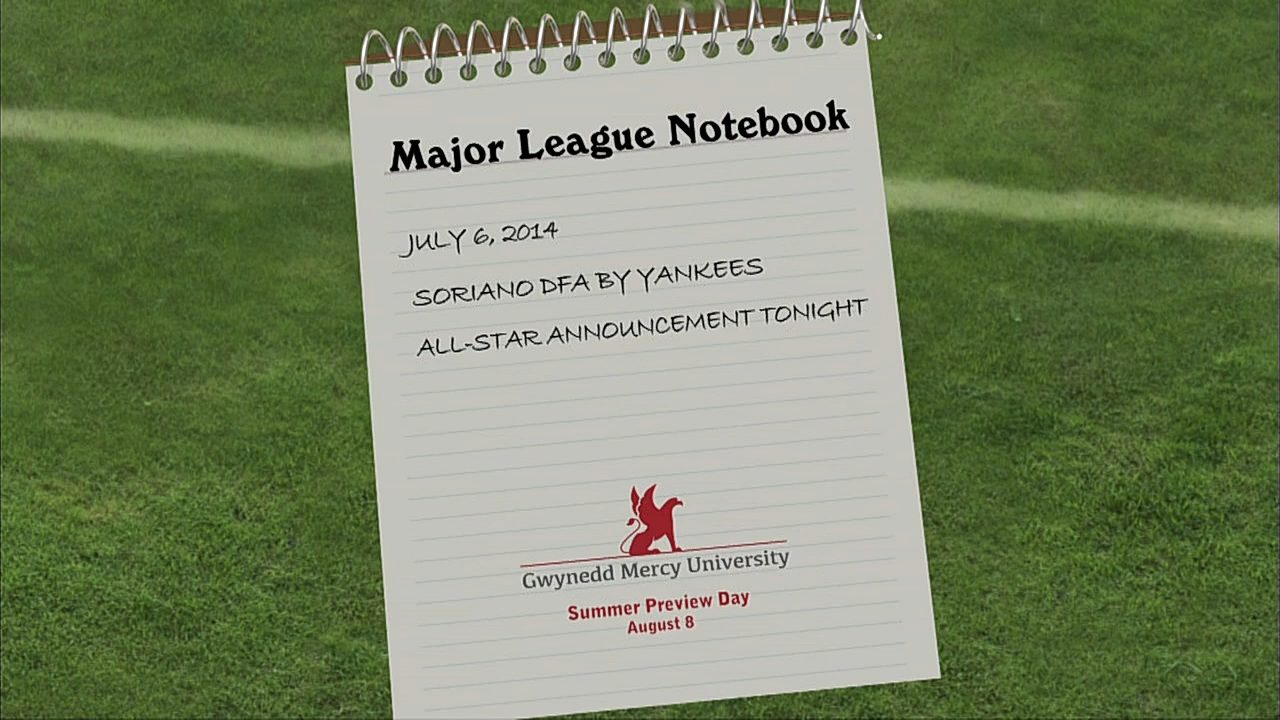 Major League Notebook
JULY 6, 2014
SORIANO DFA BY YANKEES
ALL-STAR ANNOUNCEMENT TONIGHT
Gwynedd Mercy University
Summer Preview Day
August 8